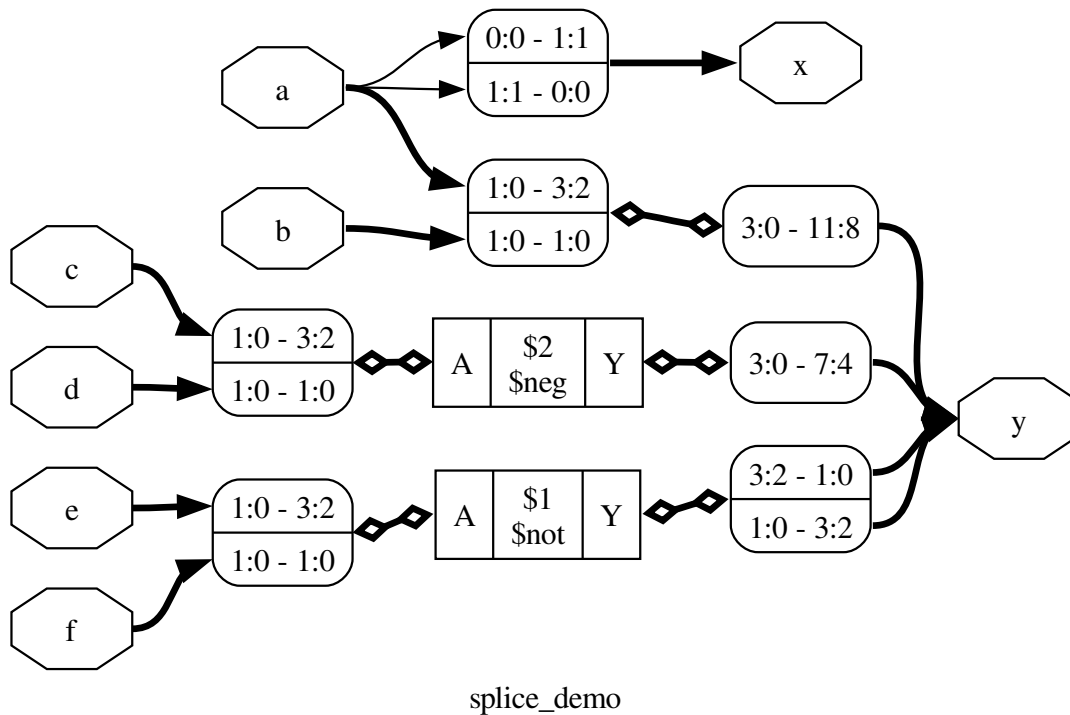 a
0:0 - 1:1
1:1 - 0:0
x
b
1:0 - 3:2
1:0 - 1:0
3:0 - 11:8
c
d
1:0 - 3:2
1:0 - 1:0
A
$2
$neg
Y
3:0 - 7:4
y
e
f
1:0 - 3:2
1:0 - 1:0
A
$1
$not
Y
3:2 - 1:0
1:0 - 3:2
splice_demo